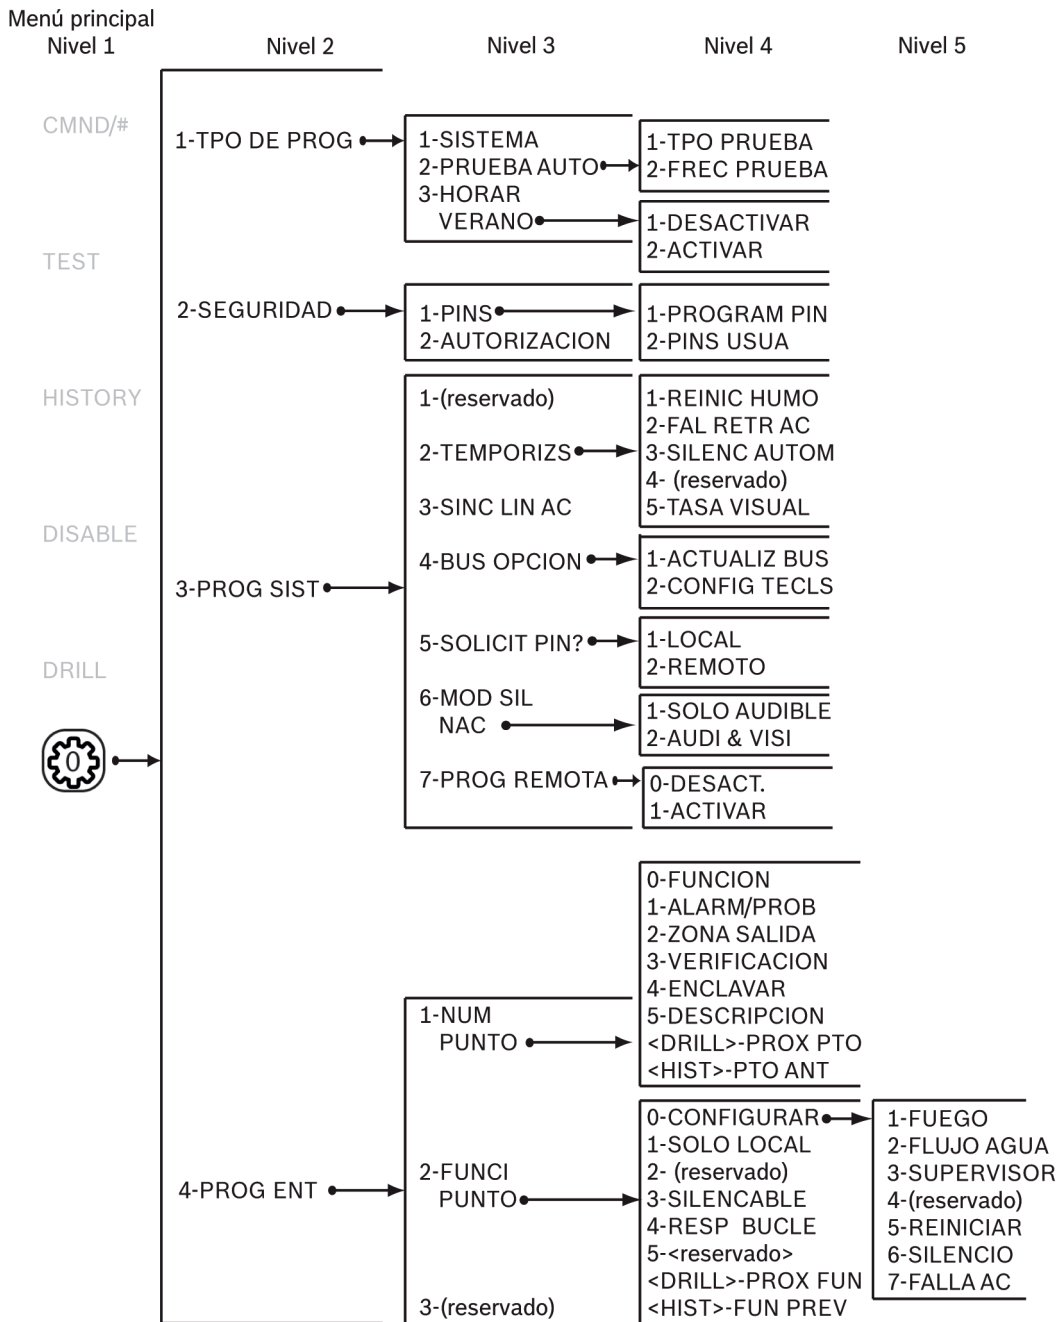 Menú principal
Nivel 1
Nivel 2
Nivel 3
Nivel 4
Nivel 5
CMND/#
TEST
HISTORY
DISABLE
DRILL
0
1-TPO DE PROG
1-SISTEMA
2-PRUEBA AUTO
3-HORAR
VERANO
1-TPO PRUEBA
2-FREC PRUEBA
1-DESACTIVAR
2-ACTIVAR
2-SEGURIDAD
1-PINS
2-AUTORIZACION
1-PROGRAM PIN
2-PINS USUA
3-PROG SIST
1-(reservado)
2-TEMPORIZS
3-SINC LIN AC
4-BUS OPCION
5-SOLICIT PIN?
6-MOD SIL
NAC
7-PROG REMOTA
1-REINIC HUMO
2-FAL RETR AC
3-SILENC AUTOM
4- (reservado)
5-TASA VISUAL
1-ACTUALIZ BUS
2-CONFIG TECLS
1-LOCAL
2-REMOTO
1-SOLO AUDIBLE
2-AUDI & VISI
0-DESACT.
1-ACTIVAR
4-PROG ENT
1-NUM
PUNTO
2-FUNCI
PUNTO
3-(reservado)
0-FUNCION
1-ALARM/PROB
2-ZONA SALIDA
3-VERIFICACION
4-ENCLAVAR
5-DESCRIPCION
<DRILL>-PROX PTO
<HIST>-PTO ANT
0-CONFIGURAR
1-SOLO LOCAL
2- (reservado)
3-SILENCABLE
4-RESP BUCLE
5-<reservado>
<DRILL>-PROX FUN
<HIST>-FUN PREV
1-FUEGO
2-FLUJO AGUA
3-SUPERVISOR
4-(reservado)
5-REINICIAR
6-SILENCIO
7-FALLA AC